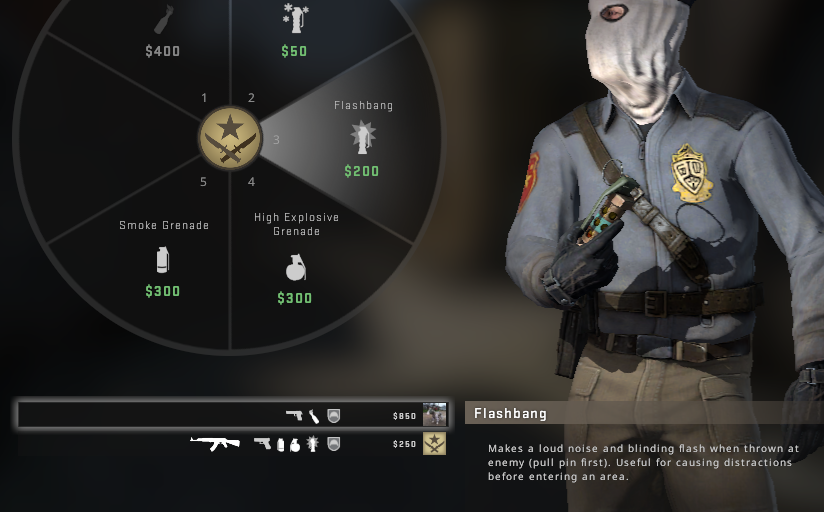 $400
$50
1
2
Flashbang
3
$200
5
4
Smoke Grenade
$300
High Explosive
Grenade
$300
$850
$250
Flashbang
Makes a loud noise and blinding flash when thrown at
enemy (pull pin first). Useful for causing distractions
before entering an area.